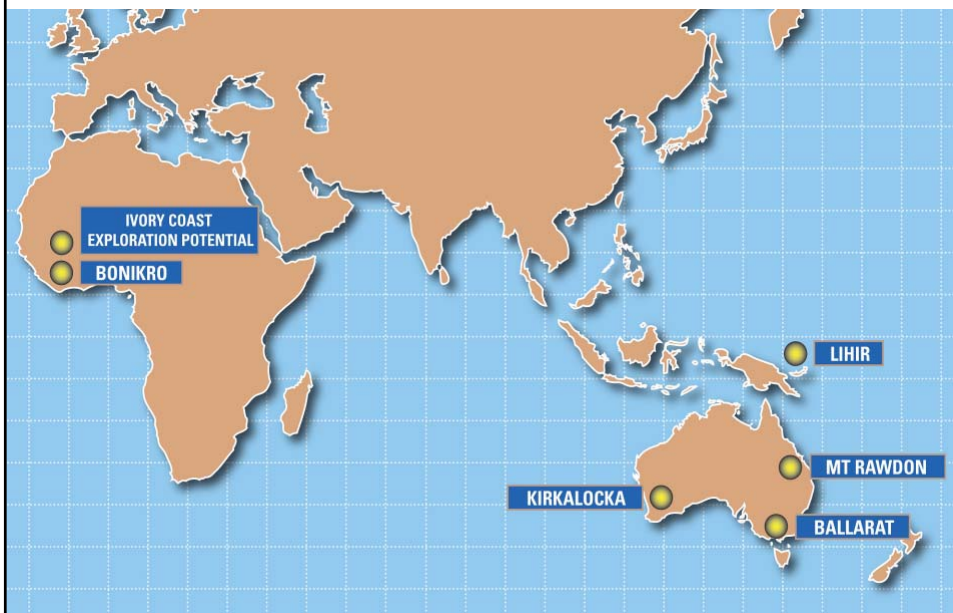 IVORY COAST
EXPLORATION POTENTIAL
BONIKRO
LIHIR
MT RAWDON
KIRKALOCKA
BALLARAT